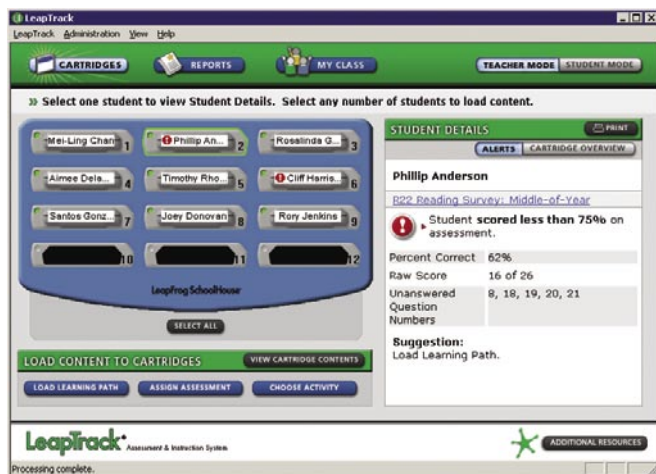 LeapTrack
LeapTrack Administration View Help
CARTRIDGES REPORTS MY CLASS TEACHER MODE STUDENT MODE
» Select one student to view Student Details. Select any number of students to load content.
Mei-Ling Chan 1 Phillip An... 2 Rosalinda G... 3
Aimee Dela... 4 Timothy Rho... 5 Cliff Harris... 6
Santos Gonz... 7 Joey Donovan 8 Rory Jenkins 9
10 11 12
LeapFrog SchoolHouse
SELECT ALL
LOAD CONTENT TO CARTRIDGES VIEW CARTRIDGE CONTENTS
LOAD LEARNING PATH ASSIGN ASSESSMENT CHOOSE ACTIVITY
STUDENT DETAILS PRINT
ALERTS CARTRIDGE OVERVIEW
Phillip Anderson
R22 Reading Survey: Middle-of-Year
Student scored less than 75% on
assessment.
Percent Correct 62%
Raw Score 16 of 26
Unanswered 8, 18, 19, 20, 21
Question
Numbers
Suggestion:
Load Learning Path.
LeapTrack Assessment & Instruction System ADDITIONAL RESOURCES
Processing complete.